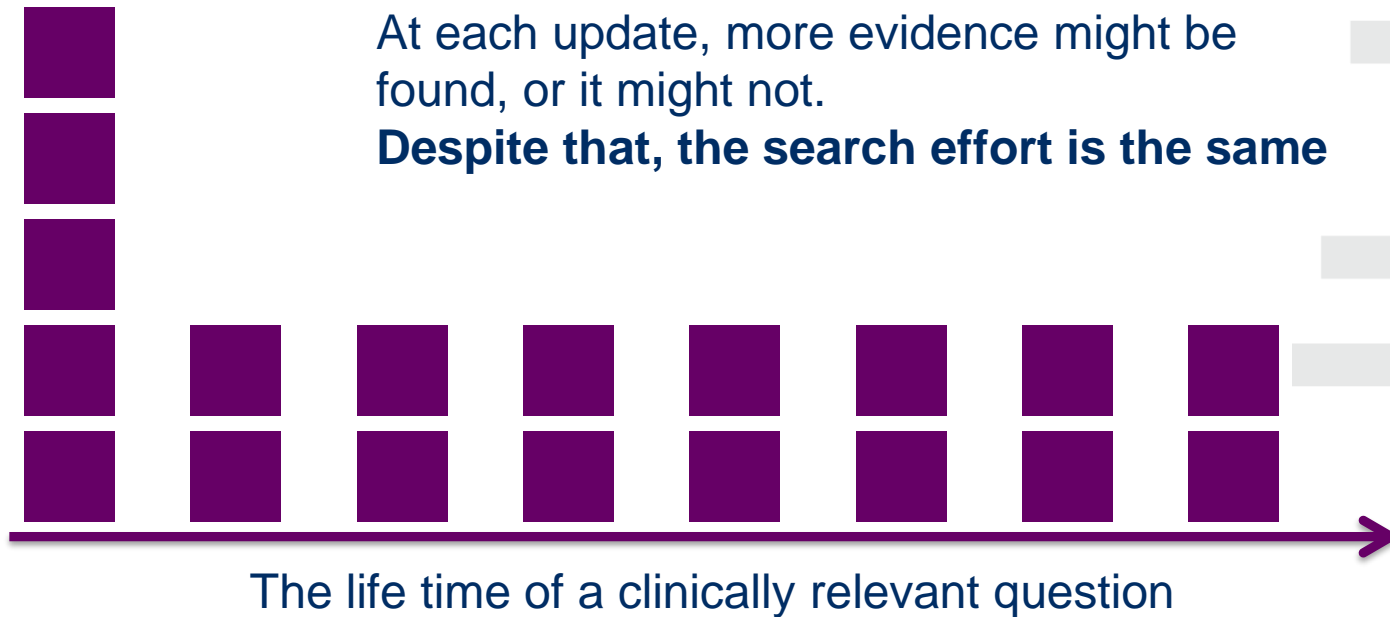 At each update, more evidence might be
found, or it might not.
Despite that, the search effort is the same
The life time of a clinically relevant question